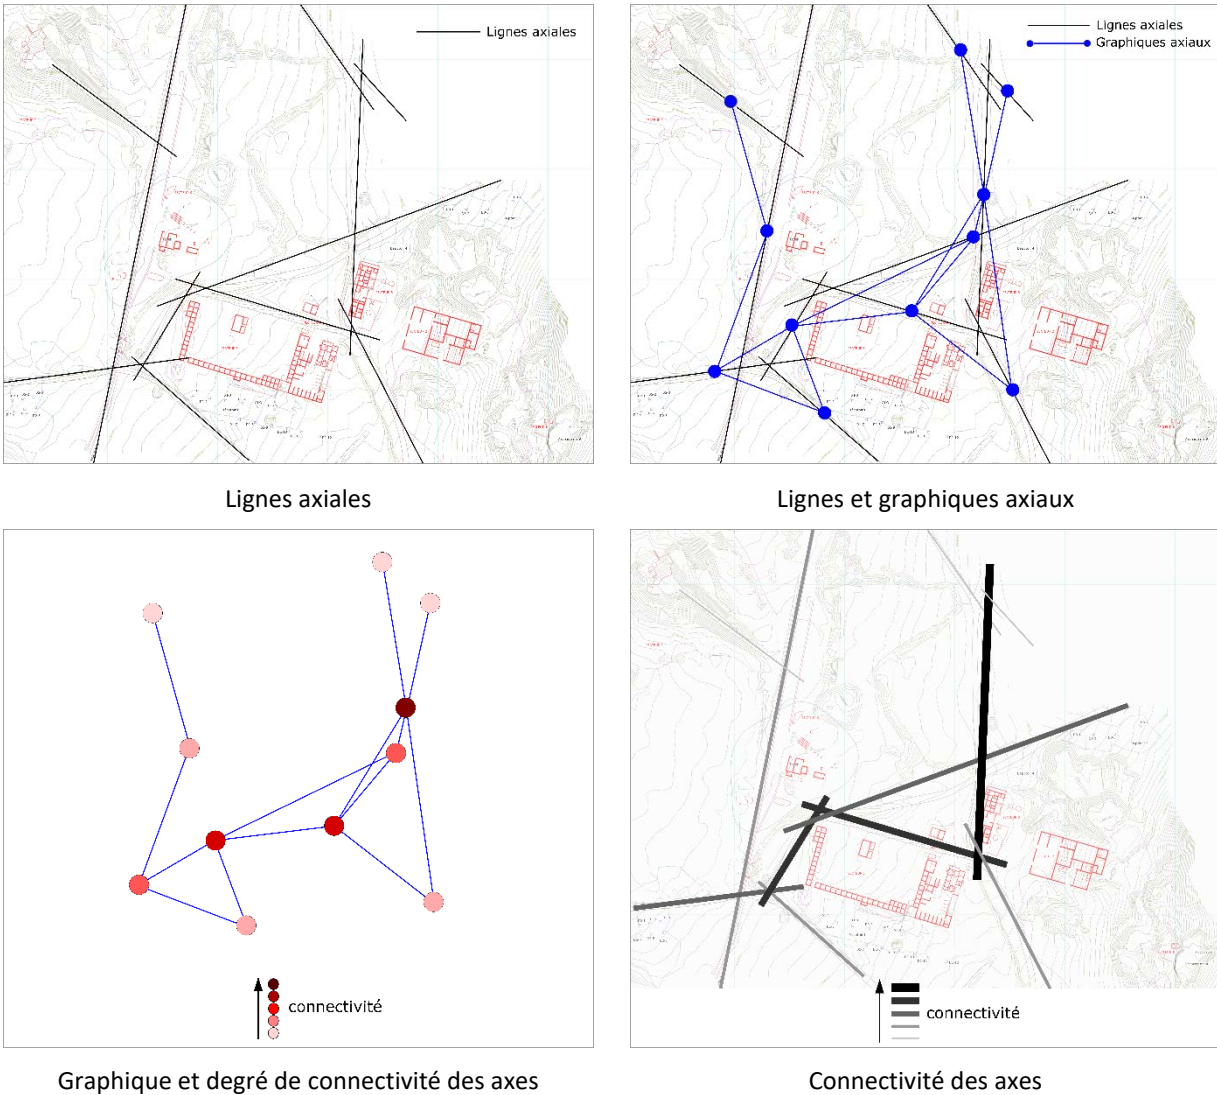 Lignes axiales
Lignes axiales
Graphiques axiaux
Lignes axiales
Lignes et graphiques axiaux
connectivité
connectivité
Graphique et degré de connectivité des axes
Connectivité des axes